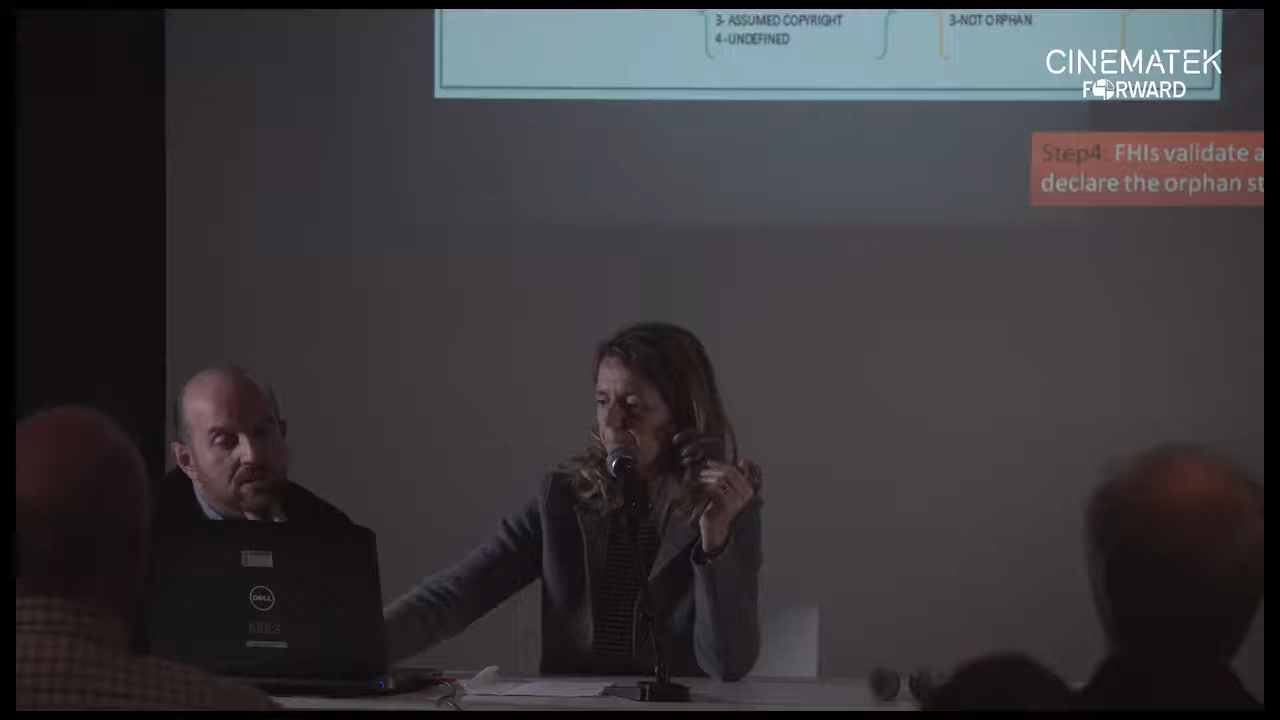 3- ASSUMED COPYRIGHT
4- UNDEFINED
3-NOT ORPHAN
CINEMATEK
FORWARD
Step4: FHIs validate a
declare the orphan st
DELL